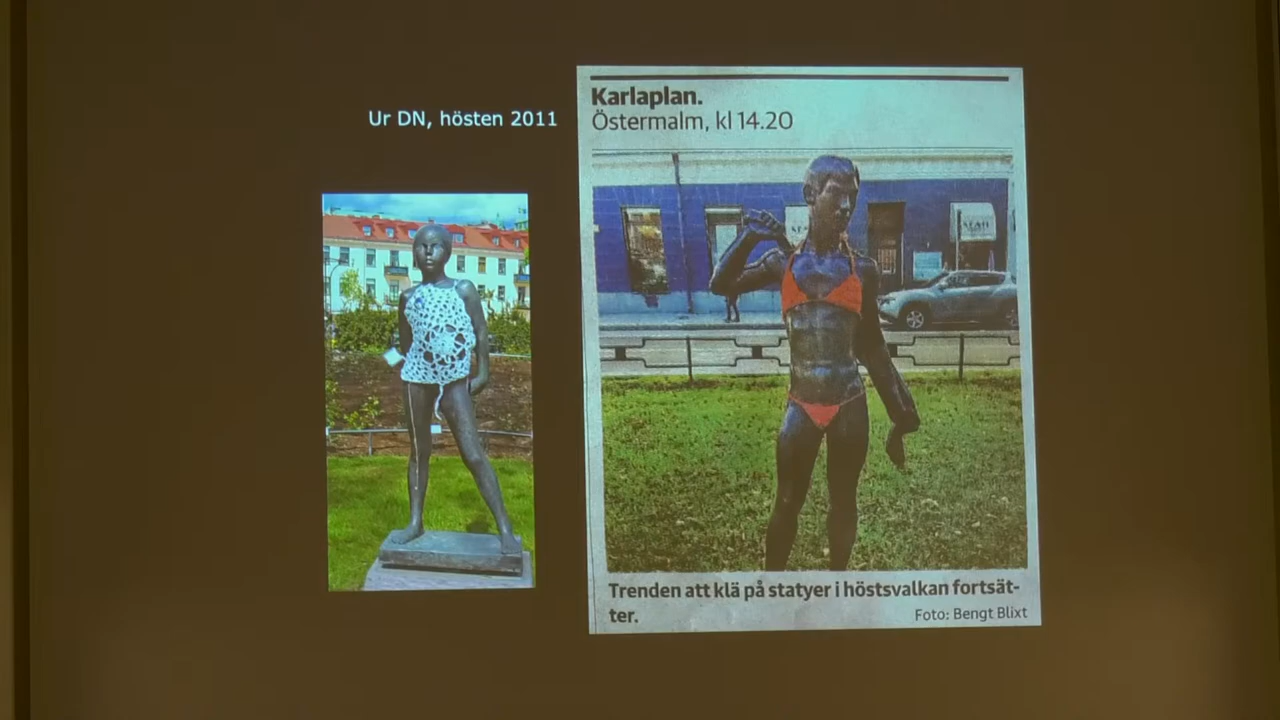 Ur DN, hösten 2011
Karlaplan.
Östermalm, kl 14.20
Trenden att klä på statyer i höstsvalkan fortsät-
ter.
Foto: Bengt Blixt